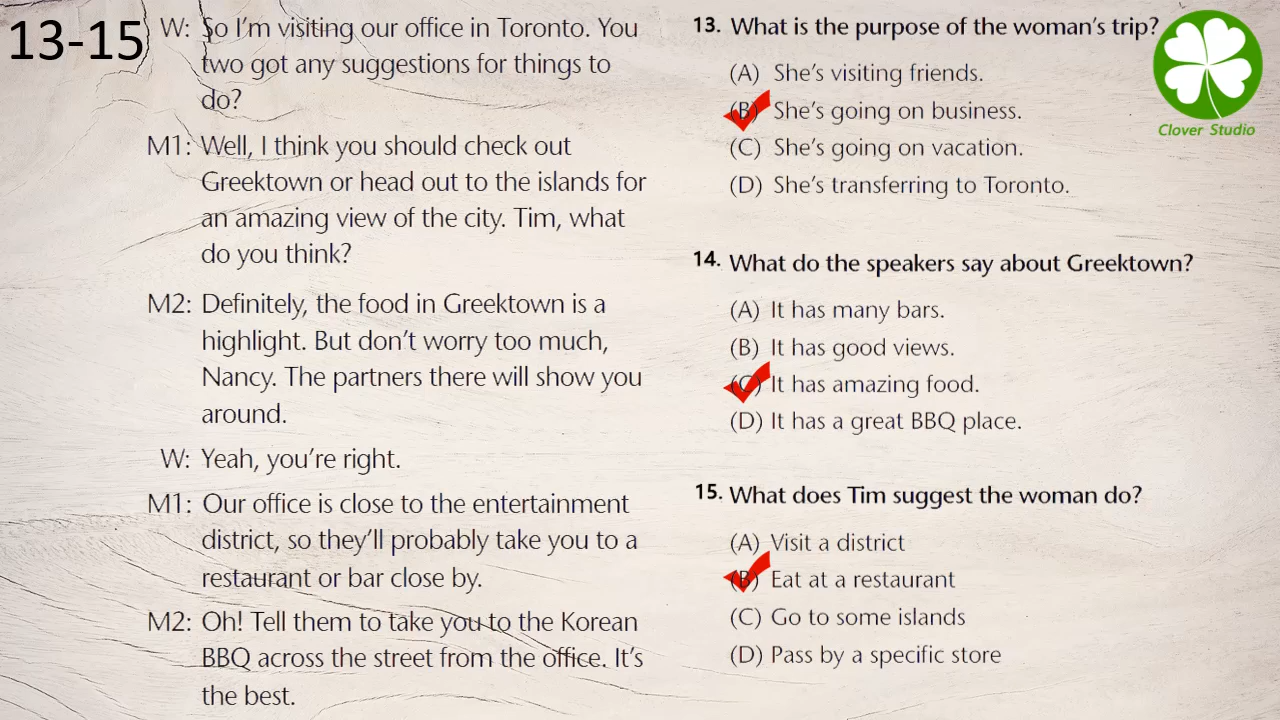 13-15
W: So I'm visiting our office in Toronto. You
two got any suggestions for things to
do?
M1: Well, I think you should check out
Greektown or head out to the islands for
an amazing view of the city. Tim, what
do you think?
M2: Definitely, the food in Greektown is a
highlight. But don't worry too much,
Nancy. The partners there will show you
around.
W: Yeah, you're right.
M1: Our office is close to the entertainment
district, so they'll probably take you to a
restaurant or bar close by.
M2: Oh! Tell them to take you to the Korean
BBQ across the street from the office. It's
the best.
13. What is the purpose of the woman's trip?
(A) She's visiting friends.
(B) She's going on business.
(C) She's going on vacation.
(D) She's transferring to Toronto.
14. What do the speakers say about Greektown?
(A) It has many bars.
(B) It has good views.
(C) It has amazing food.
(D) It has a great BBQ place.
15. What does Tim suggest the woman do?
(A) Visit a district
(B) Eat at a restaurant
(C) Go to some islands
(D) Pass by a specific store
Clover Studio